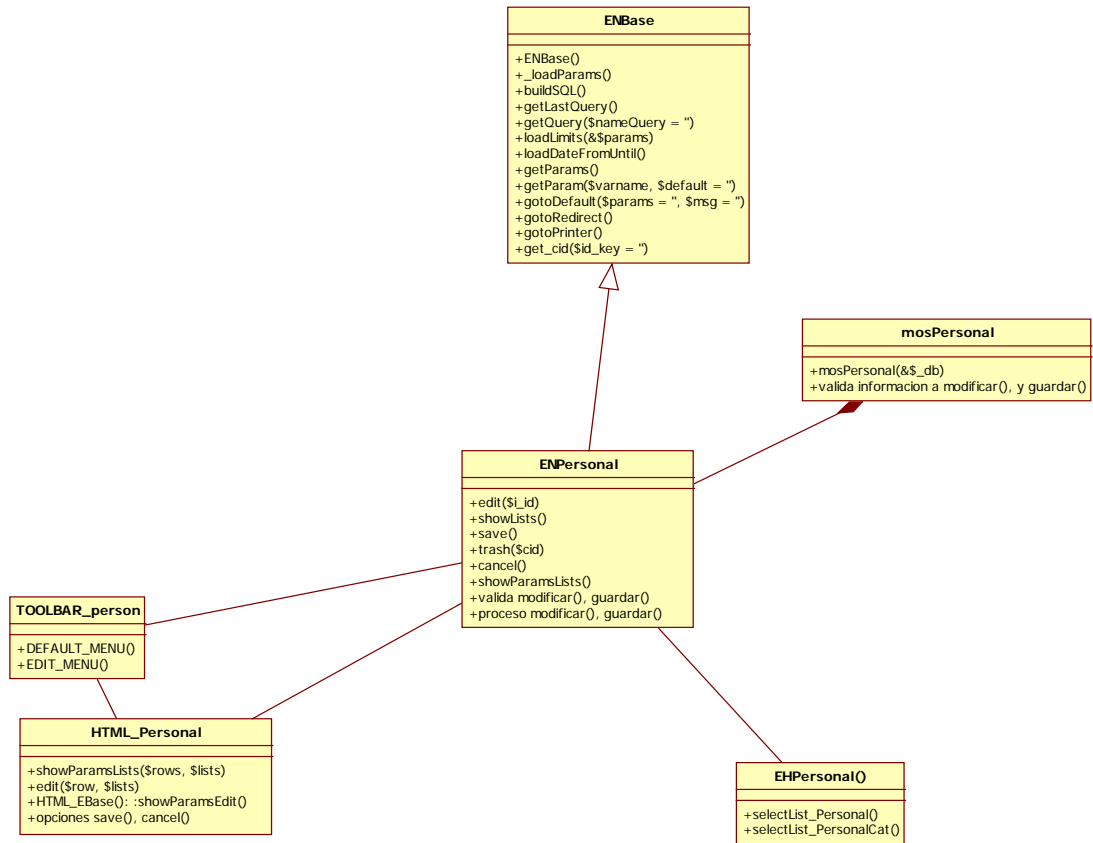 ENBase
+ENBase()
+_loadParams()
+buildSQL()
+getLastQuery()
+getQuery($nameQuery = '')
+loadLimits(&$params)
+loadDateFromUntil()
+getParams()
+getParam($varname, $default = '')
+gotoDefault($params = '', $msg = '')
+gotoRedirect()
+gotoPrinter()
+get_cid($id_key = '')
mosPersonal
+mosPersonal(&$_db)
+valida informacion a modificar(), y guardar()
ENPersonal
+edit($i_id)
+showLists()
+save()
+trash($cid)
+cancel()
+showParamsLists()
+valida modificar(), guardar()
+proceso modificar(), guardar()
TOOLBAR_person
+DEFAULT_MENU()
+EDIT_MENU()
HTML_Personal
+showParamsLists($rows, $lists)
+edit($row, $lists)
+HTML_EBase(): :showParamsEdit()
+opciones save(), cancel()
EHPersonal()
+selectList_Personal()
+selectList_PersonalCat()